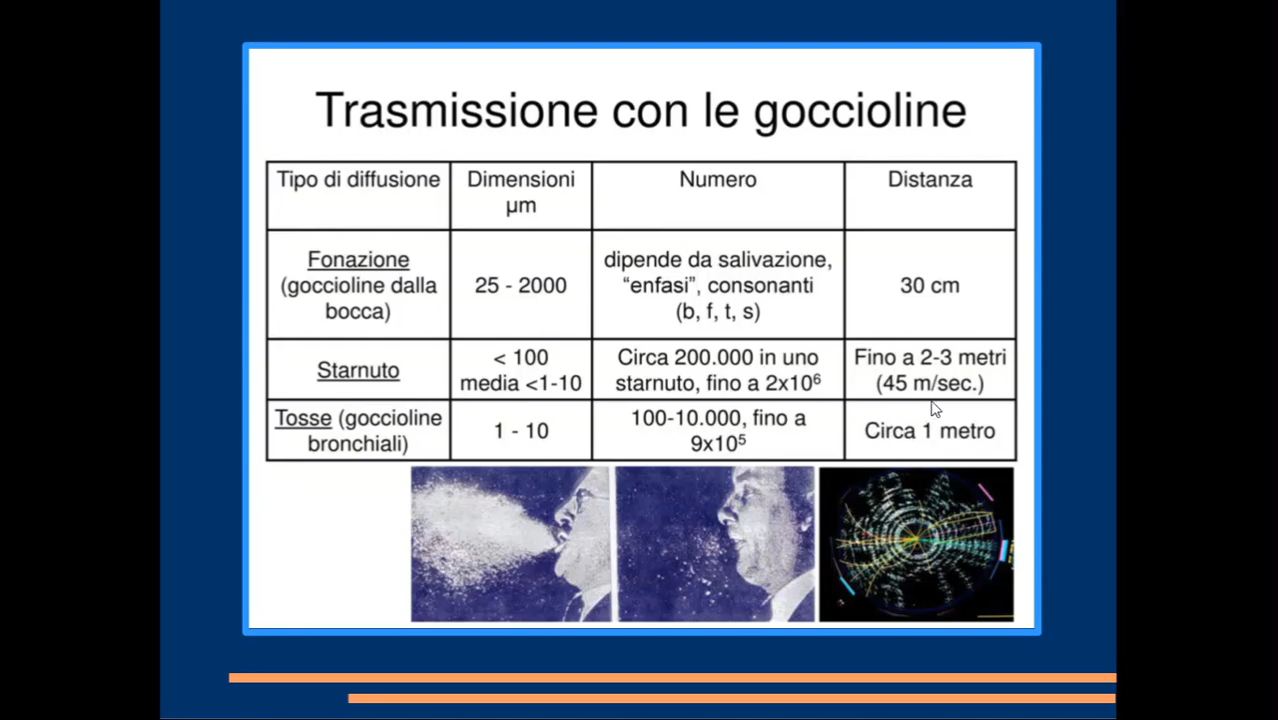 Trasmissione con le goccioline
Tipo di diffusione
Dimensioni
µm
Numero
Distanza
Fonazione
(goccioline dalla
bocca)
25 - 2000
dipende da salivazione,
“enfasi”, consonanti
(b, f, t, s)
30 cm
Starnuto
< 100
media <1-10
Circa 200.000 in uno
starnuto, fino a 2x10⁶
Fino a 2-3 metri
(45 m/sec.)
Tosse (goccioline
bronchiali)
1 - 10
100-10.000, fino a
9x10⁵
Circa 1 metro